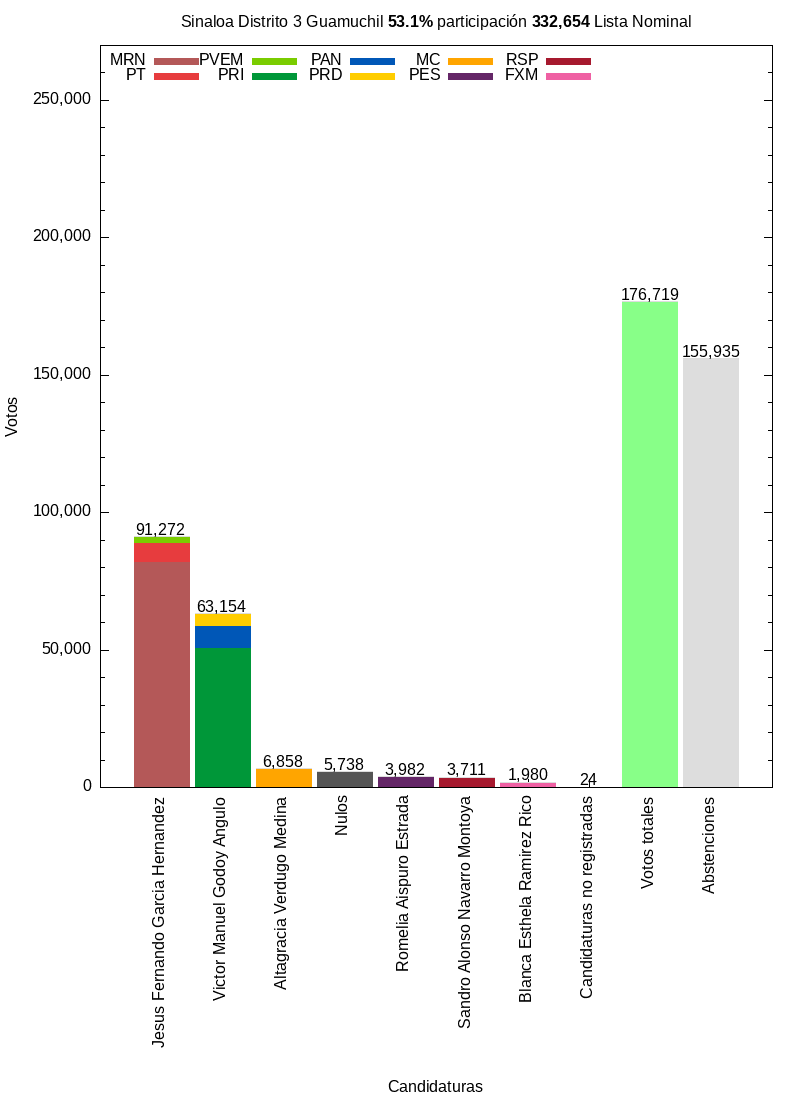 Sinaloa Distrito 3 Guamuchil 53.1% participación 332,654 Lista Nominal
MRN PVEM PAN MC RSP
PT PRI PRD PES FXM
250,000
200,000
150,000
100,000
50,000
0
Votos
91,272
63,154
6,858
5,738
3,982
3,711
1,980
24
176,719
155,935
Jesus Fernando Garcia Hernandez
Victor Manuel Godoy Angulo
Altagracia Verdugo Medina
Nulos
Romelia Aispuro Estrada
Sandro Alonso Navarro Montoya
Blanca Esthela Ramirez Rico
Candidaturas no registradas
Votos totales
Abstenciones
Candidaturas